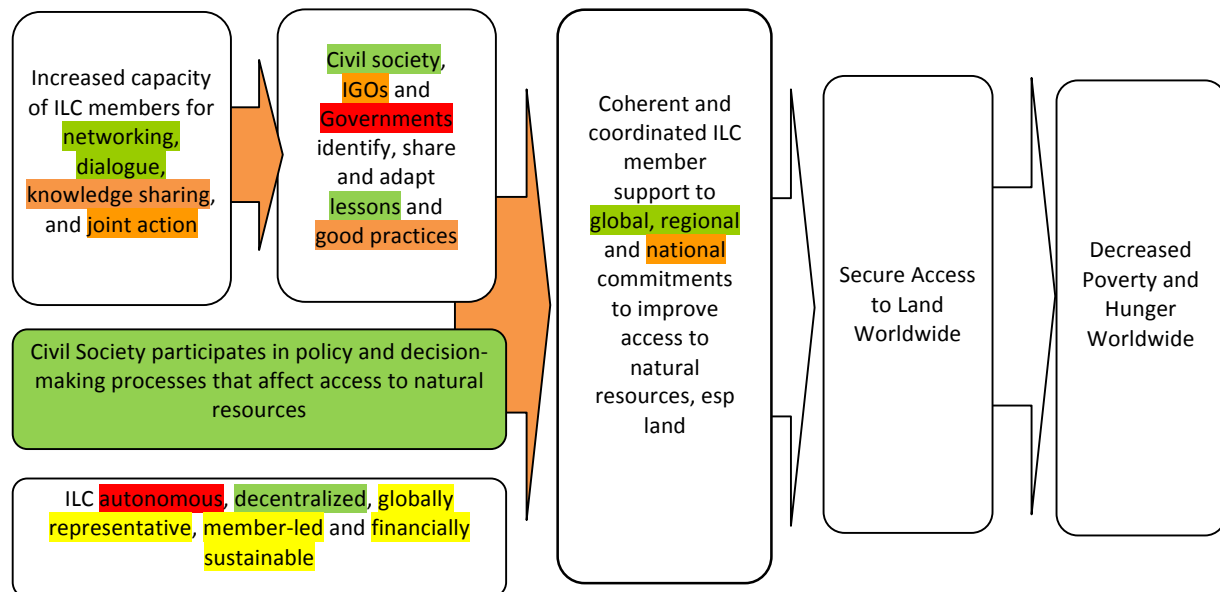 Increased capacity
of ILC members for
networking,
dialogue,
knowledge sharing,
and joint action
Civil society,
IGOs and
Governments
identify, share
and adapt
lessons and
good practices
Civil Society participates in policy and decision-
making processes that affect access to natural
resources
ILC autonomous, decentralized, globally
representative, member-led and financially
sustainable
Coherent and
coordinated ILC
member
support to
global, regional
and national
commitments
to improve
access to
natural
resources, esp
land
Secure Access
to Land
Worldwide
Decreased
Poverty and
Hunger
Worldwide